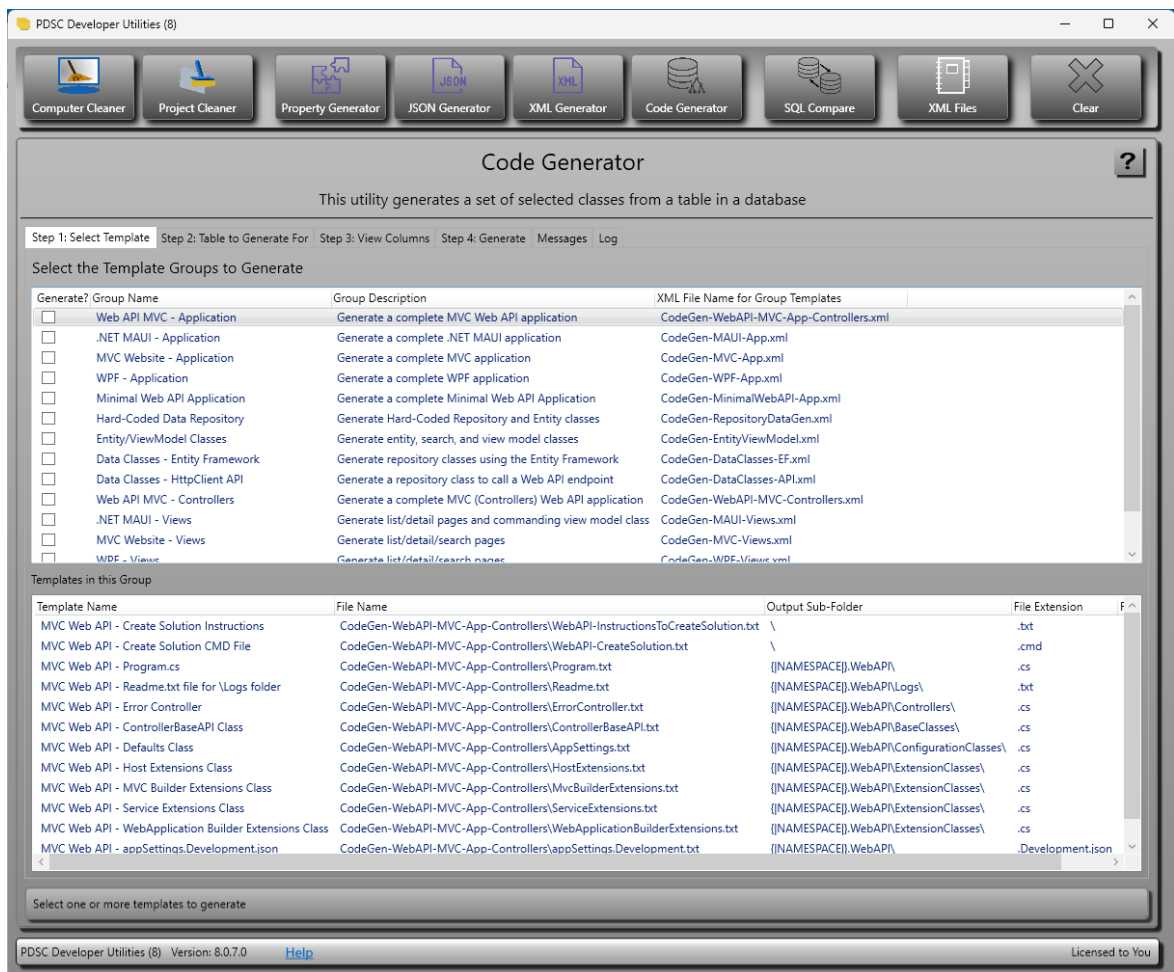 PDSC Developer Utilities (8)
Computer Cleaner Project Cleaner Property Generator JSON JSON Generator XML XML Generator Code Generator SQL Compare XML Files Clear
Code Generator ?
This utility generates a set of selected classes from a table in a database
Step 1: Select Template Step 2: Table to Generate For Step 3: View Columns Step 4: Generate Messages Log
Select the Template Groups to Generate
Generate? Group Name Group Description XML File Name for Group Templates
Web API MVC - Application Generate a complete MVC Web API application CodeGen-WebAPI-MVC-App-Controllers.xml
.NET MAUI - Application Generate a complete .NET MAUI application CodeGen-MAUI-App.xml
MVC Website - Application Generate a complete MVC application CodeGen-MVC-App.xml
WPF - Application Generate a complete WPF application CodeGen-WPF-App.xml
Minimal Web API Application Generate a complete Minimal Web API Application CodeGen-MinimalWebAPI-App.xml
Hard-Coded Data Repository Generate Hard-Coded Repository and Entity classes CodeGen-RepositoryDataGen.xml
Entity/ViewModel Classes Generate entity, search, and view model classes CodeGen-EntityViewModel.xml
Data Classes - Entity Framework Generate repository classes using the Entity Framework CodeGen-DataClasses-EF.xml
Data Classes - HttpClient API Generate a repository class to call a Web API endpoint CodeGen-DataClasses-API.xml
Web API MVC - Controllers Generate a complete MVC (Controllers) Web API application CodeGen-WebAPI-MVC-Controllers.xml
.NET MAUI - Views Generate list/detail pages and commanding view model class CodeGen-MAUI-Views.xml
MVC Website - Views Generate list/detail/search pages CodeGen-MVC-Views.xml
WPF - Views Generate list/detail/search pages CodeGen-WPF-Views.xml
Templates in this Group
Template Name File Name Output Sub-Folder File Extension
MVC Web API - Create Solution Instructions CodeGen-WebAPI-MVC-App-Controllers\WebAPI-InstructionsToCreateSolution.txt \ .txt
MVC Web API - Create Solution CMD File CodeGen-WebAPI-MVC-App-Controllers\WebAPI-CreateSolution.txt \ .cmd
MVC Web API - Program.cs CodeGen-WebAPI-MVC-App-Controllers\Program.txt {|NAMESPACE|}.WebAPI\ .cs
MVC Web API - Readme.txt file for \Logs folder CodeGen-WebAPI-MVC-App-Controllers\Readme.txt {|NAMESPACE|}.WebAPI\Logs\ .txt
MVC Web API - Error Controller CodeGen-WebAPI-MVC-App-Controllers\ErrorController.txt {|NAMESPACE|}.WebAPI\Controllers\ .cs
MVC Web API - ControllerBaseAPI Class CodeGen-WebAPI-MVC-App-Controllers\ControllerBaseAPI.txt {|NAMESPACE|}.WebAPI\BaseClasses\ .cs
MVC Web API - Defaults Class CodeGen-WebAPI-MVC-App-Controllers\AppSettings.txt {|NAMESPACE|}.WebAPI\ConfigurationClasses\ .cs
MVC Web API - Host Extensions Class CodeGen-WebAPI-MVC-App-Controllers\HostExtensions.txt {|NAMESPACE|}.WebAPI\ExtensionClasses\ .cs
MVC Web API - MVC Builder Extensions Class CodeGen-WebAPI-MVC-App-Controllers\MvcBuilderExtensions.txt {|NAMESPACE|}.WebAPI\ExtensionClasses\ .cs
MVC Web API - Service Extensions Class CodeGen-WebAPI-MVC-App-Controllers\ServiceExtensions.txt {|NAMESPACE|}.WebAPI\ExtensionClasses\ .cs
MVC Web API - WebApplication Builder Extensions Class CodeGen-WebAPI-MVC-App-Controllers\WebApplicationBuilderExtensions.txt {|NAMESPACE|}.WebAPI\ExtensionClasses\ .cs
MVC Web API - appSettings.Development.json CodeGen-WebAPI-MVC-App-Controllers\appSettings.Development.txt {|NAMESPACE|}.WebAPI\ .Development.json
Select one or more templates to generate
PDSC Developer Utilities (8) Version: 8.0.7.0 Help Licensed to You